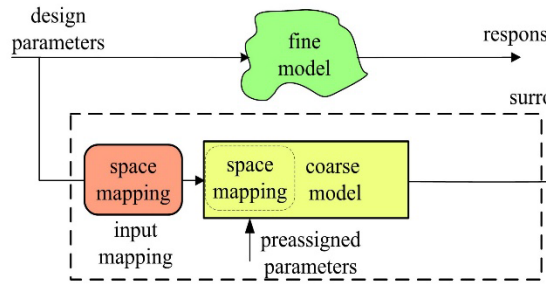 design
parameters
fine
model
respons
surro
space
mapping
space
mapping
coarse
model
input
mapping
preassigned
parameters